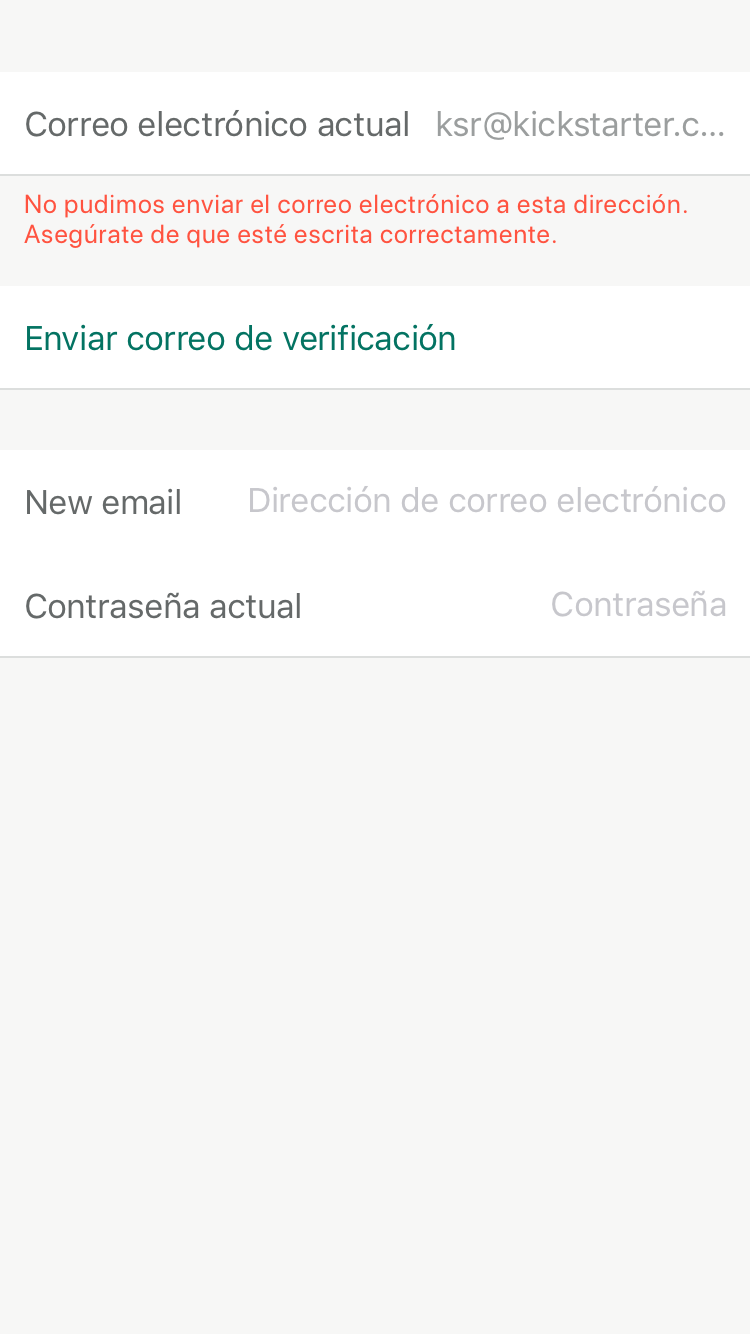 Correo electrónico actual ksr@kickstarter.c...
No pudimos enviar el correo electrónico a esta dirección.
Asegúrate de que esté escrita correctamente.
Enviar correo de verificación
New email Dirección de correo electrónico
Contraseña actual Contraseña